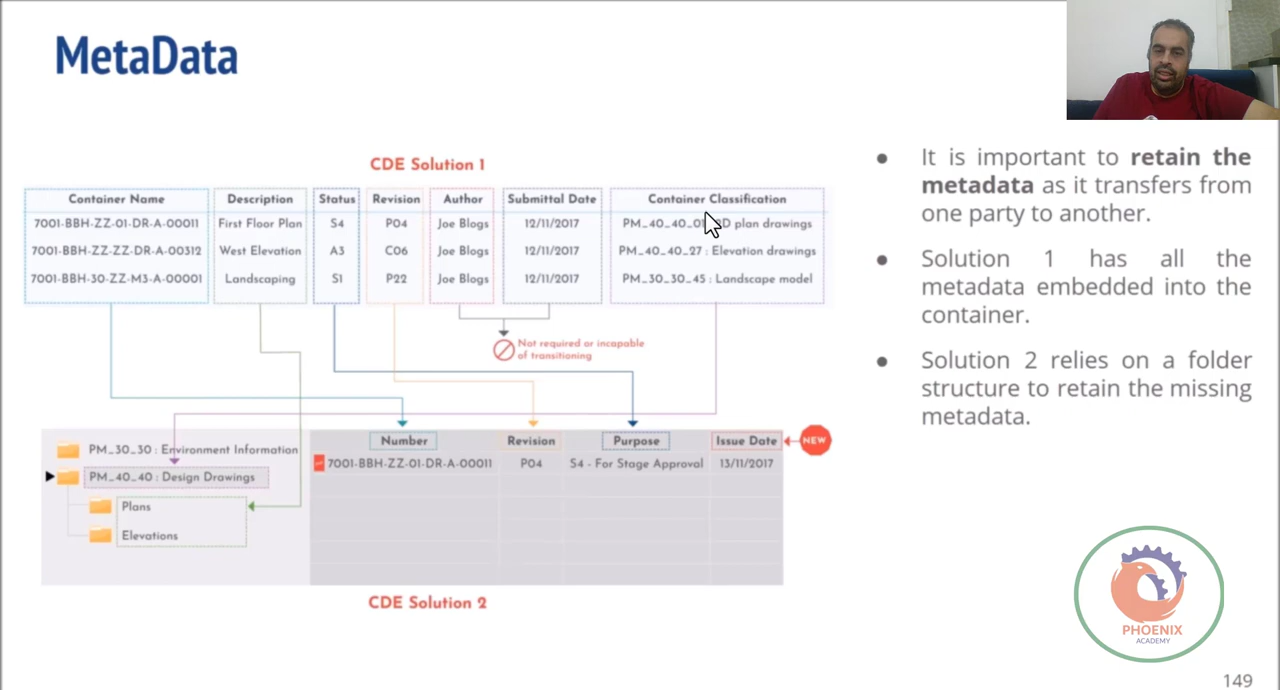 MetaData
CDE Solution 1
Container Name Description Status Revision Author Submittal Date Container Classification
7001-BBH-ZZ-01-DR-A-00011 First Floor Plan S4 P04 Joe Blogs 12/11/2017 PM_40_40_ D plan drawings
7001-BBH-ZZ-ZZ-DR-A-00312 West Elevation A3 C06 Joe Blogs 12/11/2017 PM_40_40_27 : Elevation drawings
7001-BBH-30-ZZ-M3-A-00001 Landscaping S1 P22 Joe Blogs 12/11/2017 PM_30_30_45 : Landscape model
Not required or incapable
of transitioning
PM_30_30 : Environment Information
PM_40_40 : Design Drawings
Plans
Elevations
Number Revision Purpose Issue Date NEW
7001-BBH-ZZ-01-DR-A-00011 P04 S4 - For Stage Approval 13/11/2017
CDE Solution 2
● It is important to retain the
metadata as it transfers from
one party to another.
● Solution 1 has all the
metadata embedded into the
container.
● Solution 2 relies on a folder
structure to retain the missing
metadata.
PHOENIX
ACADEMY
149